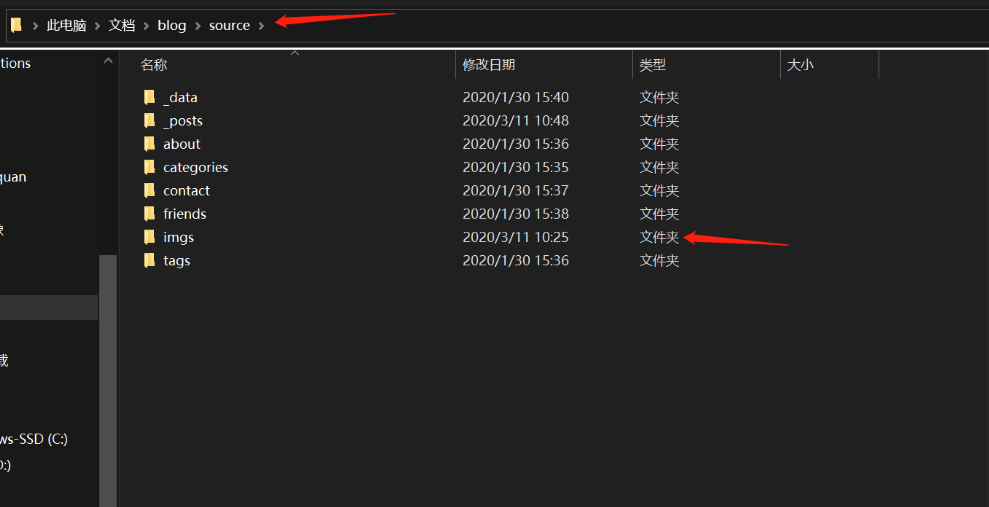 此电脑 > 文档 > blog > source >
名称 修改日期 类型 大小
_data 2020/1/30 15:40 文件夹
_posts 2020/3/11 10:48 文件夹
about 2020/1/30 15:36 文件夹
categories 2020/1/30 15:35 文件夹
contact 2020/1/30 15:37 文件夹
friends 2020/1/30 15:38 文件夹
imgs 2020/3/11 10:25 文件夹
tags 2020/1/30 15:36 文件夹
tions
quan
载
ws-SSD (C:)
):)